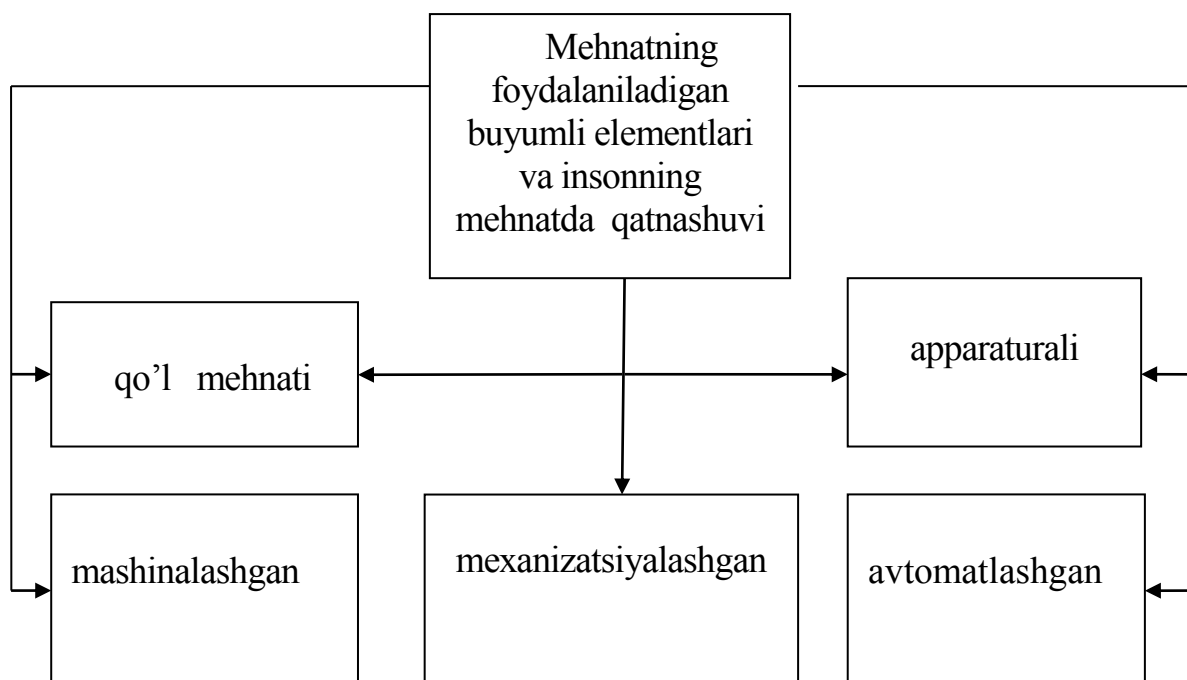 Mehnatning
foydalaniladigan
buyumli elementlari
va insonning
mehnatda qatnashuvi
qo’l mehnati
apparaturali
mashinalashgan
mexanizatsiyalashgan
avtomatlashgan